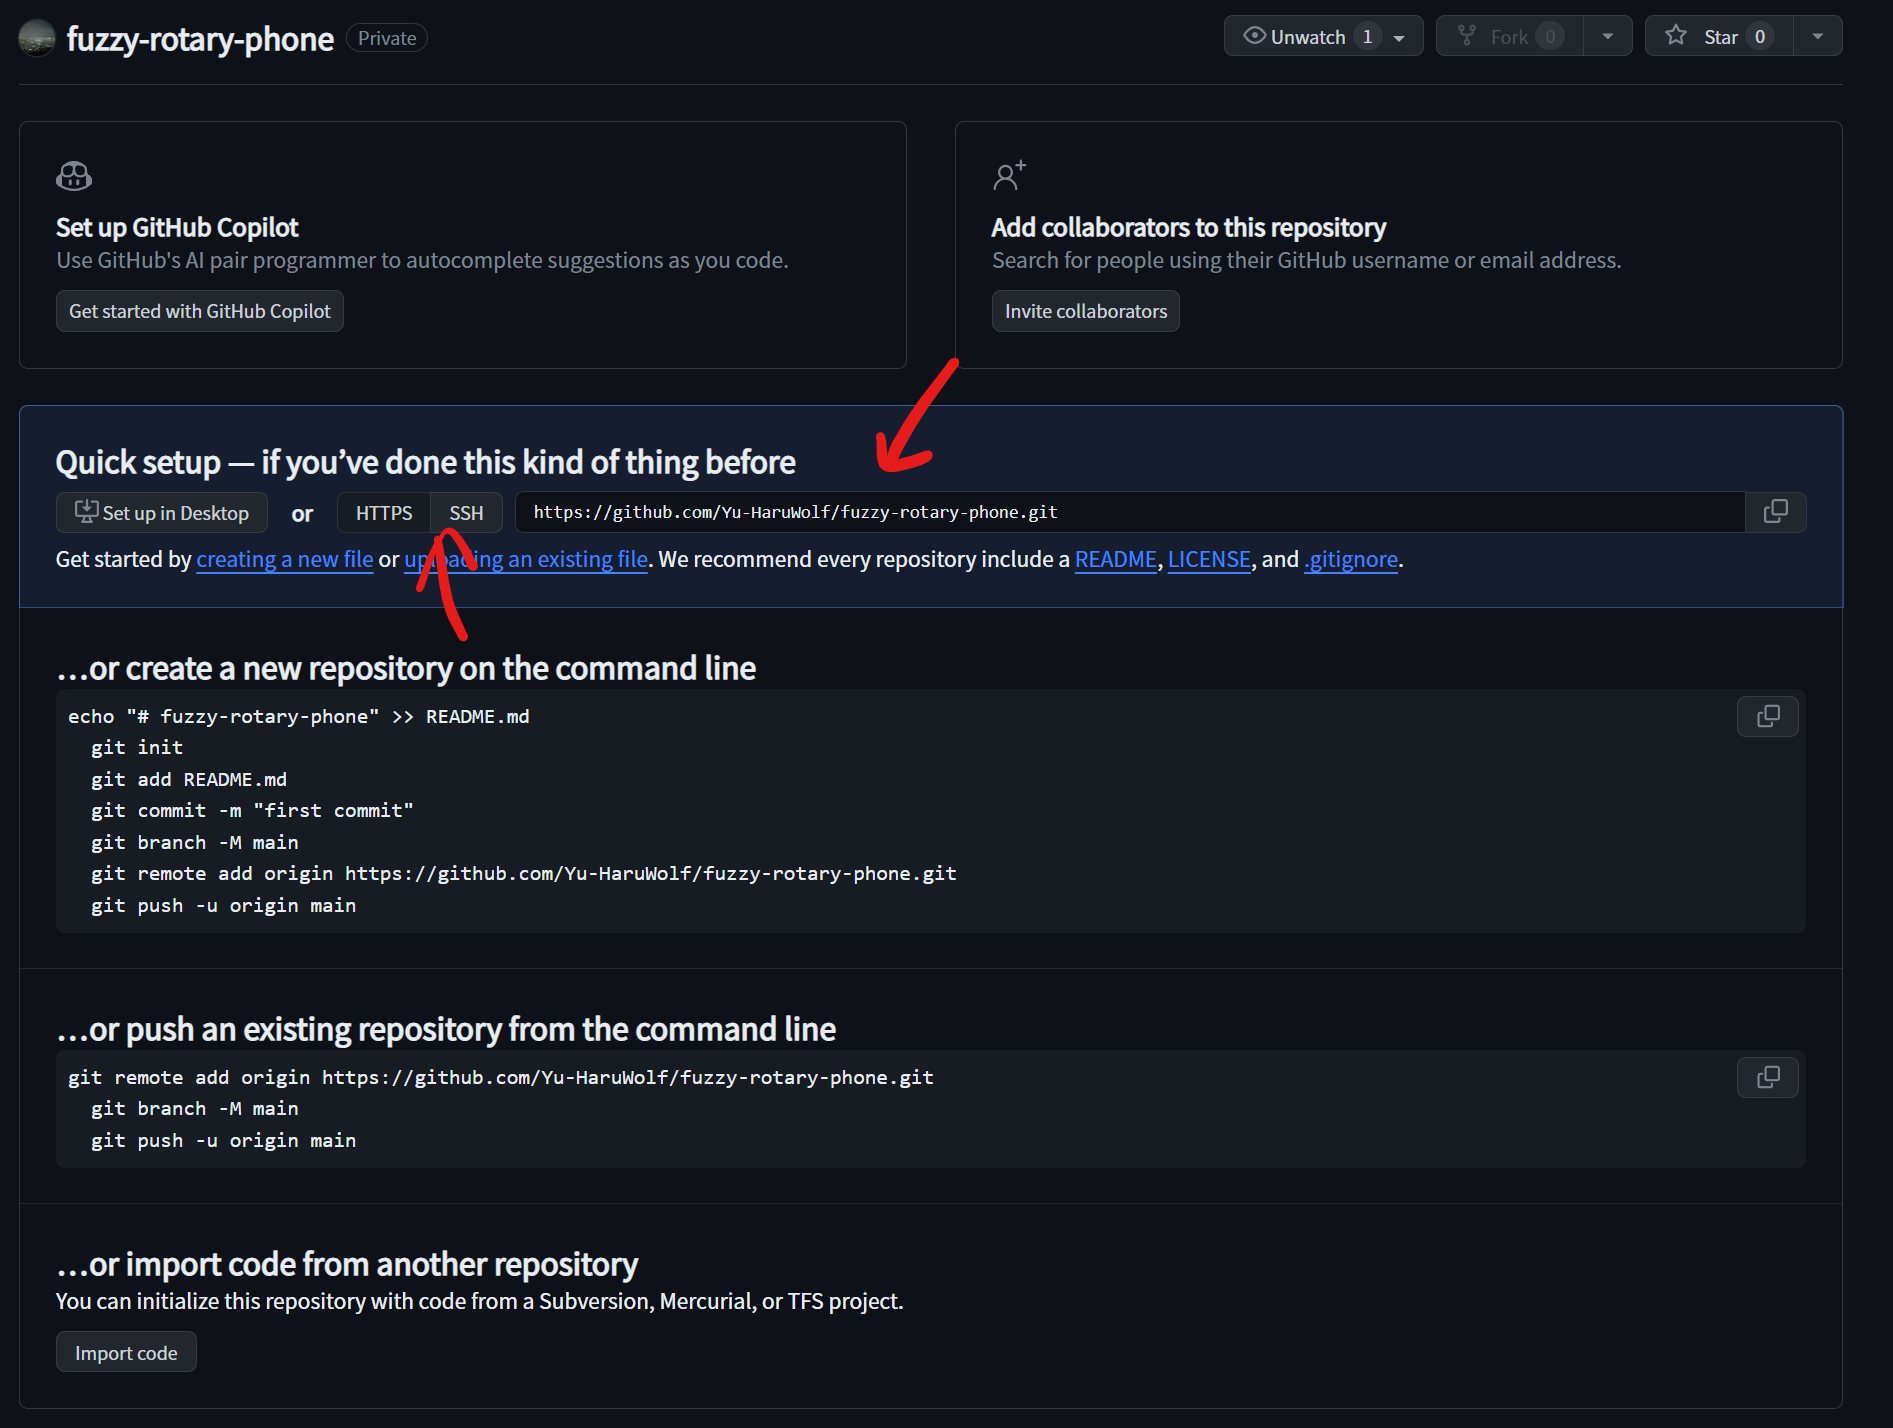 fuzzy-rotary-phone Private Unwatch 1 Fork 0 Star 0
Set up GitHub Copilot
Use GitHub's AI pair programmer to autocomplete suggestions as you code.
Get started with GitHub Copilot
Add collaborators to this repository
Search for people using their GitHub username or email address.
Invite collaborators
Quick setup — if you’ve done this kind of thing before
Set up in Desktop or HTTPS SSH https://github.com/Yu-HaruWolf/fuzzy-rotary-phone.git
Get started by creating a new file or uploading an existing file. We recommend every repository include a README, LICENSE, and .gitignore.
…or create a new repository on the command line
echo "# fuzzy-rotary-phone" >> README.md
git init
git add README.md
git commit -m "first commit"
git branch -M main
git remote add origin https://github.com/Yu-HaruWolf/fuzzy-rotary-phone.git
git push -u origin main
…or push an existing repository from the command line
git remote add origin https://github.com/Yu-HaruWolf/fuzzy-rotary-phone.git
git branch -M main
git push -u origin main
…or import code from another repository
You can initialize this repository with code from a Subversion, Mercurial, or TFS project.
Import code